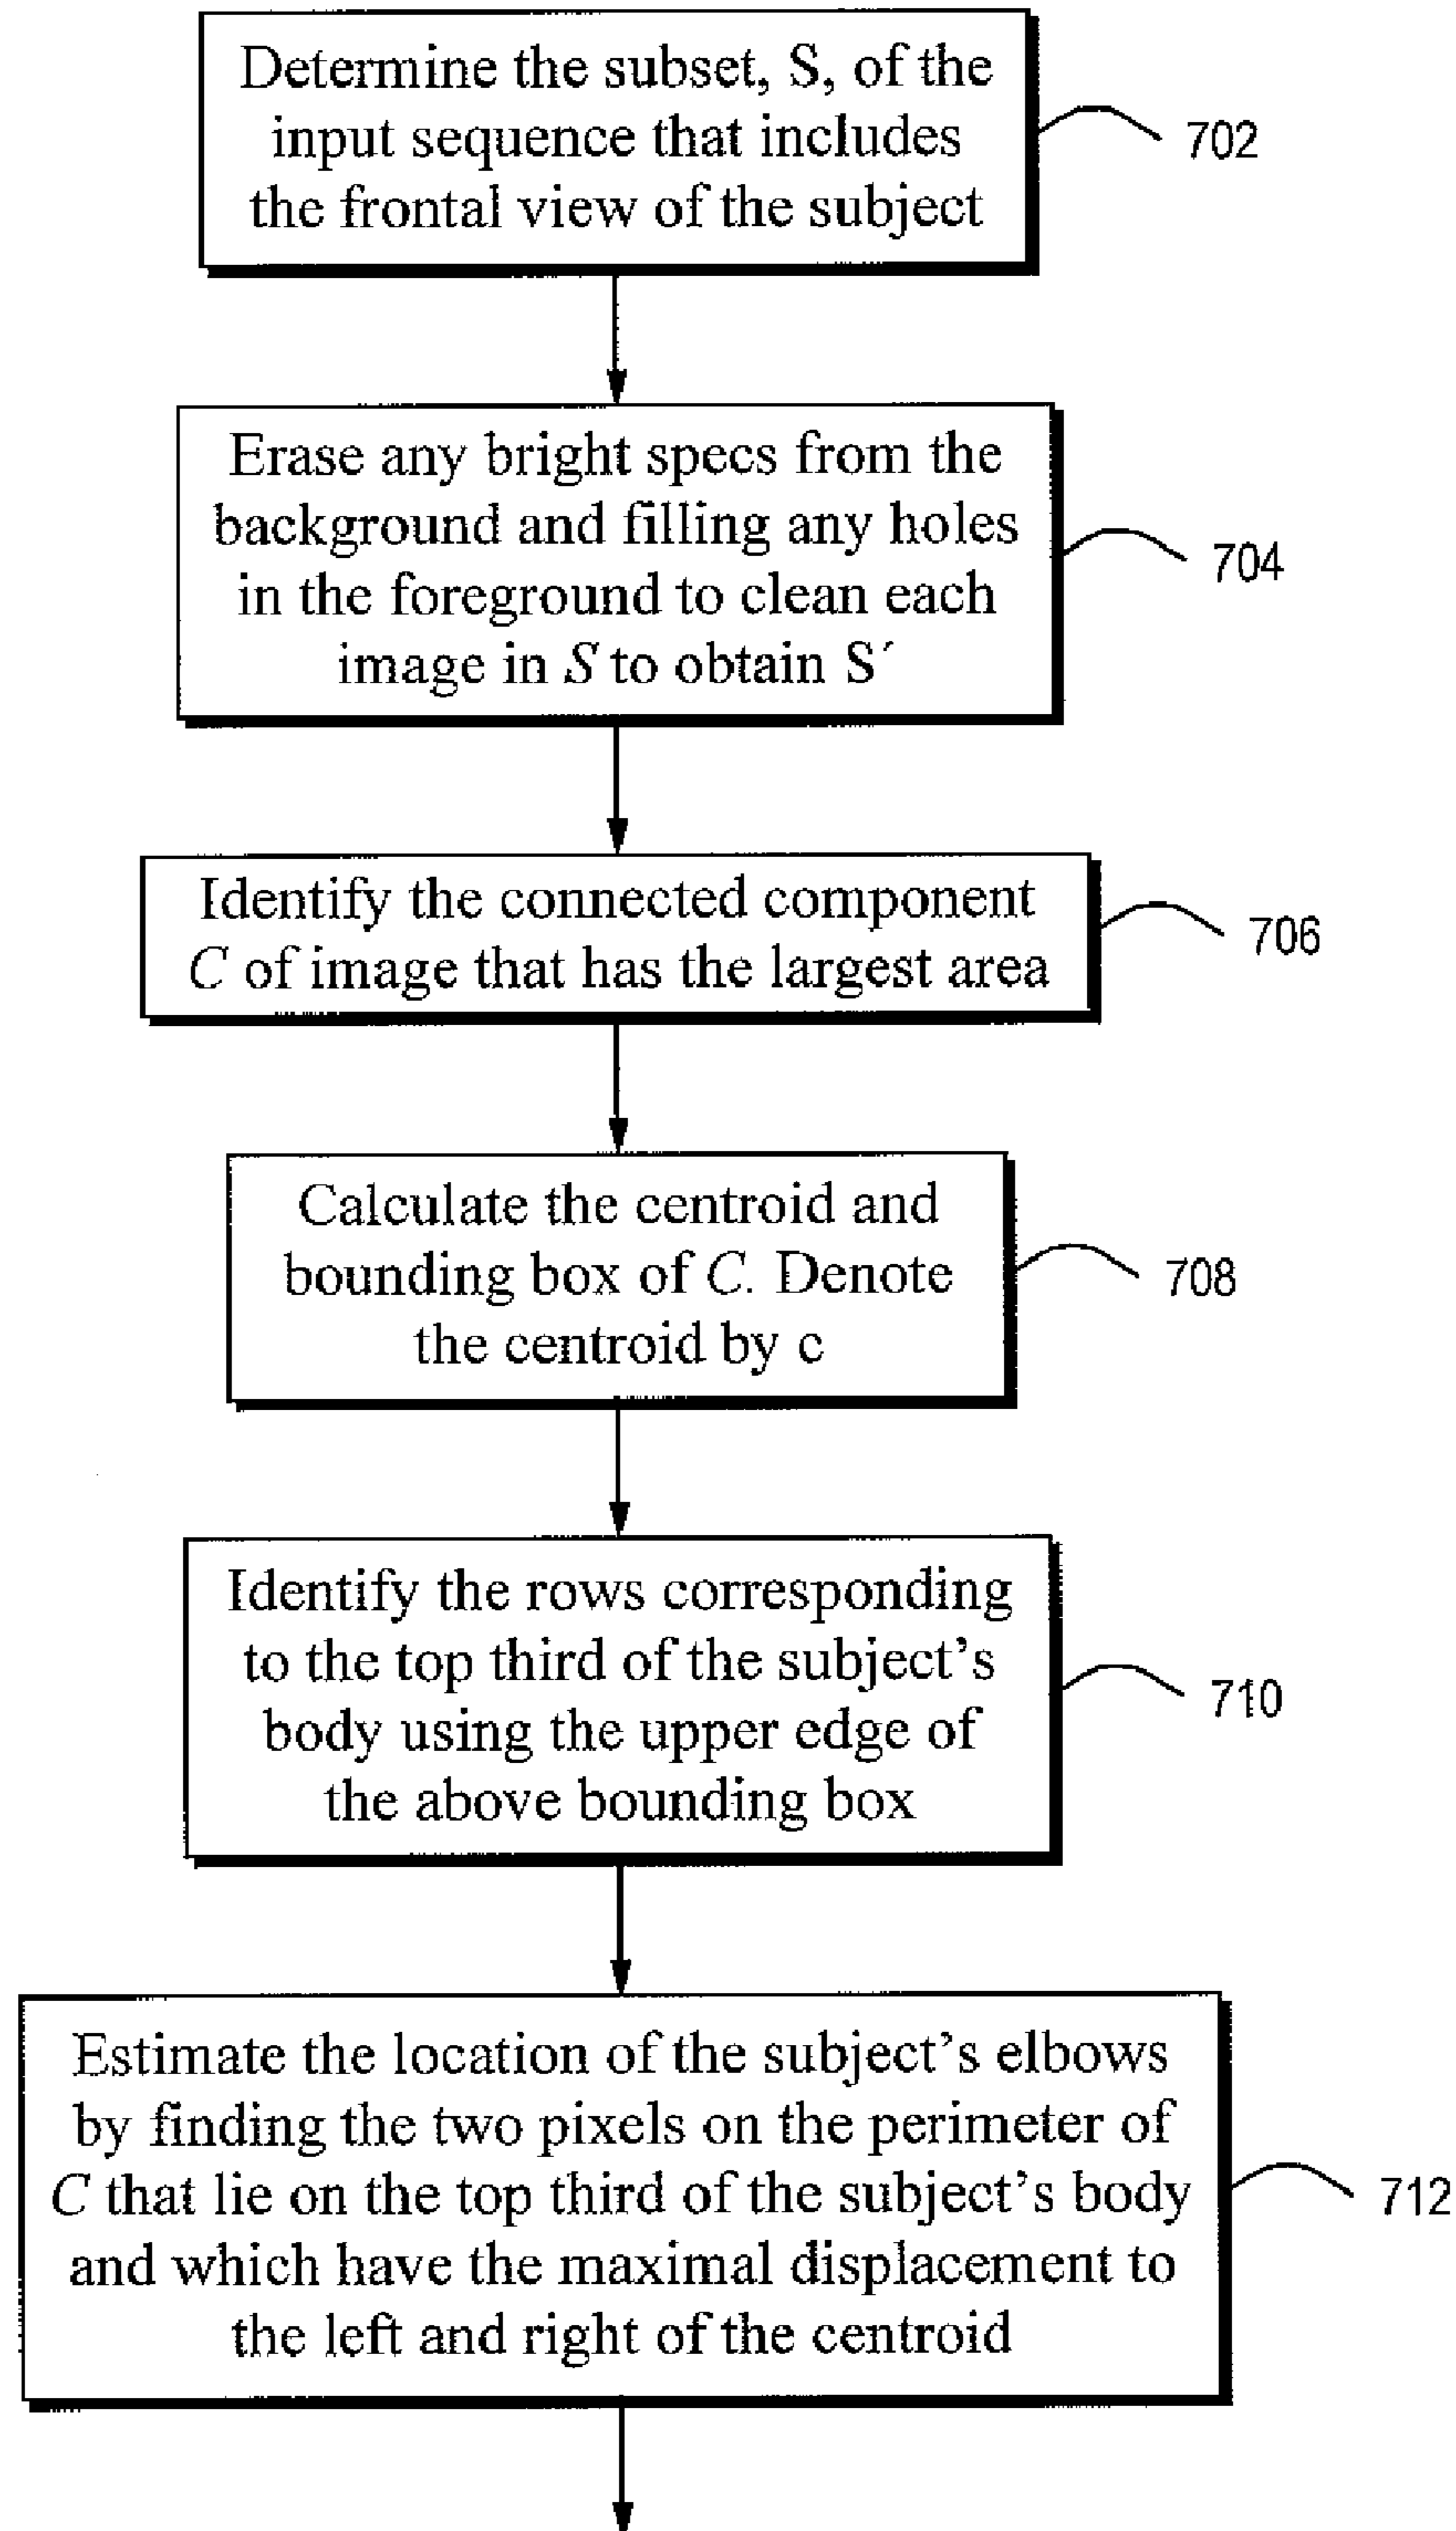 Determine the subset, S, of the
input sequence that includes
the frontal view of the subject
702
Erase any bright specs from the
background and filling any holes
in the foreground to clean each
image in S to obtain S´
704
Identify the connected component
C of image that has the largest area
706
Calculate the centroid and
bounding box of C. Denote
the centroid by c
708
Identify the rows corresponding
to the top third of the subject’s
body using the upper edge of
the above bounding box
710
Estimate the location of the subject’s elbows
by finding the two pixels on the perimeter of
C that lie on the top third of the subject’s body
and which have the maximal displacement to
the left and right of the centroid
712